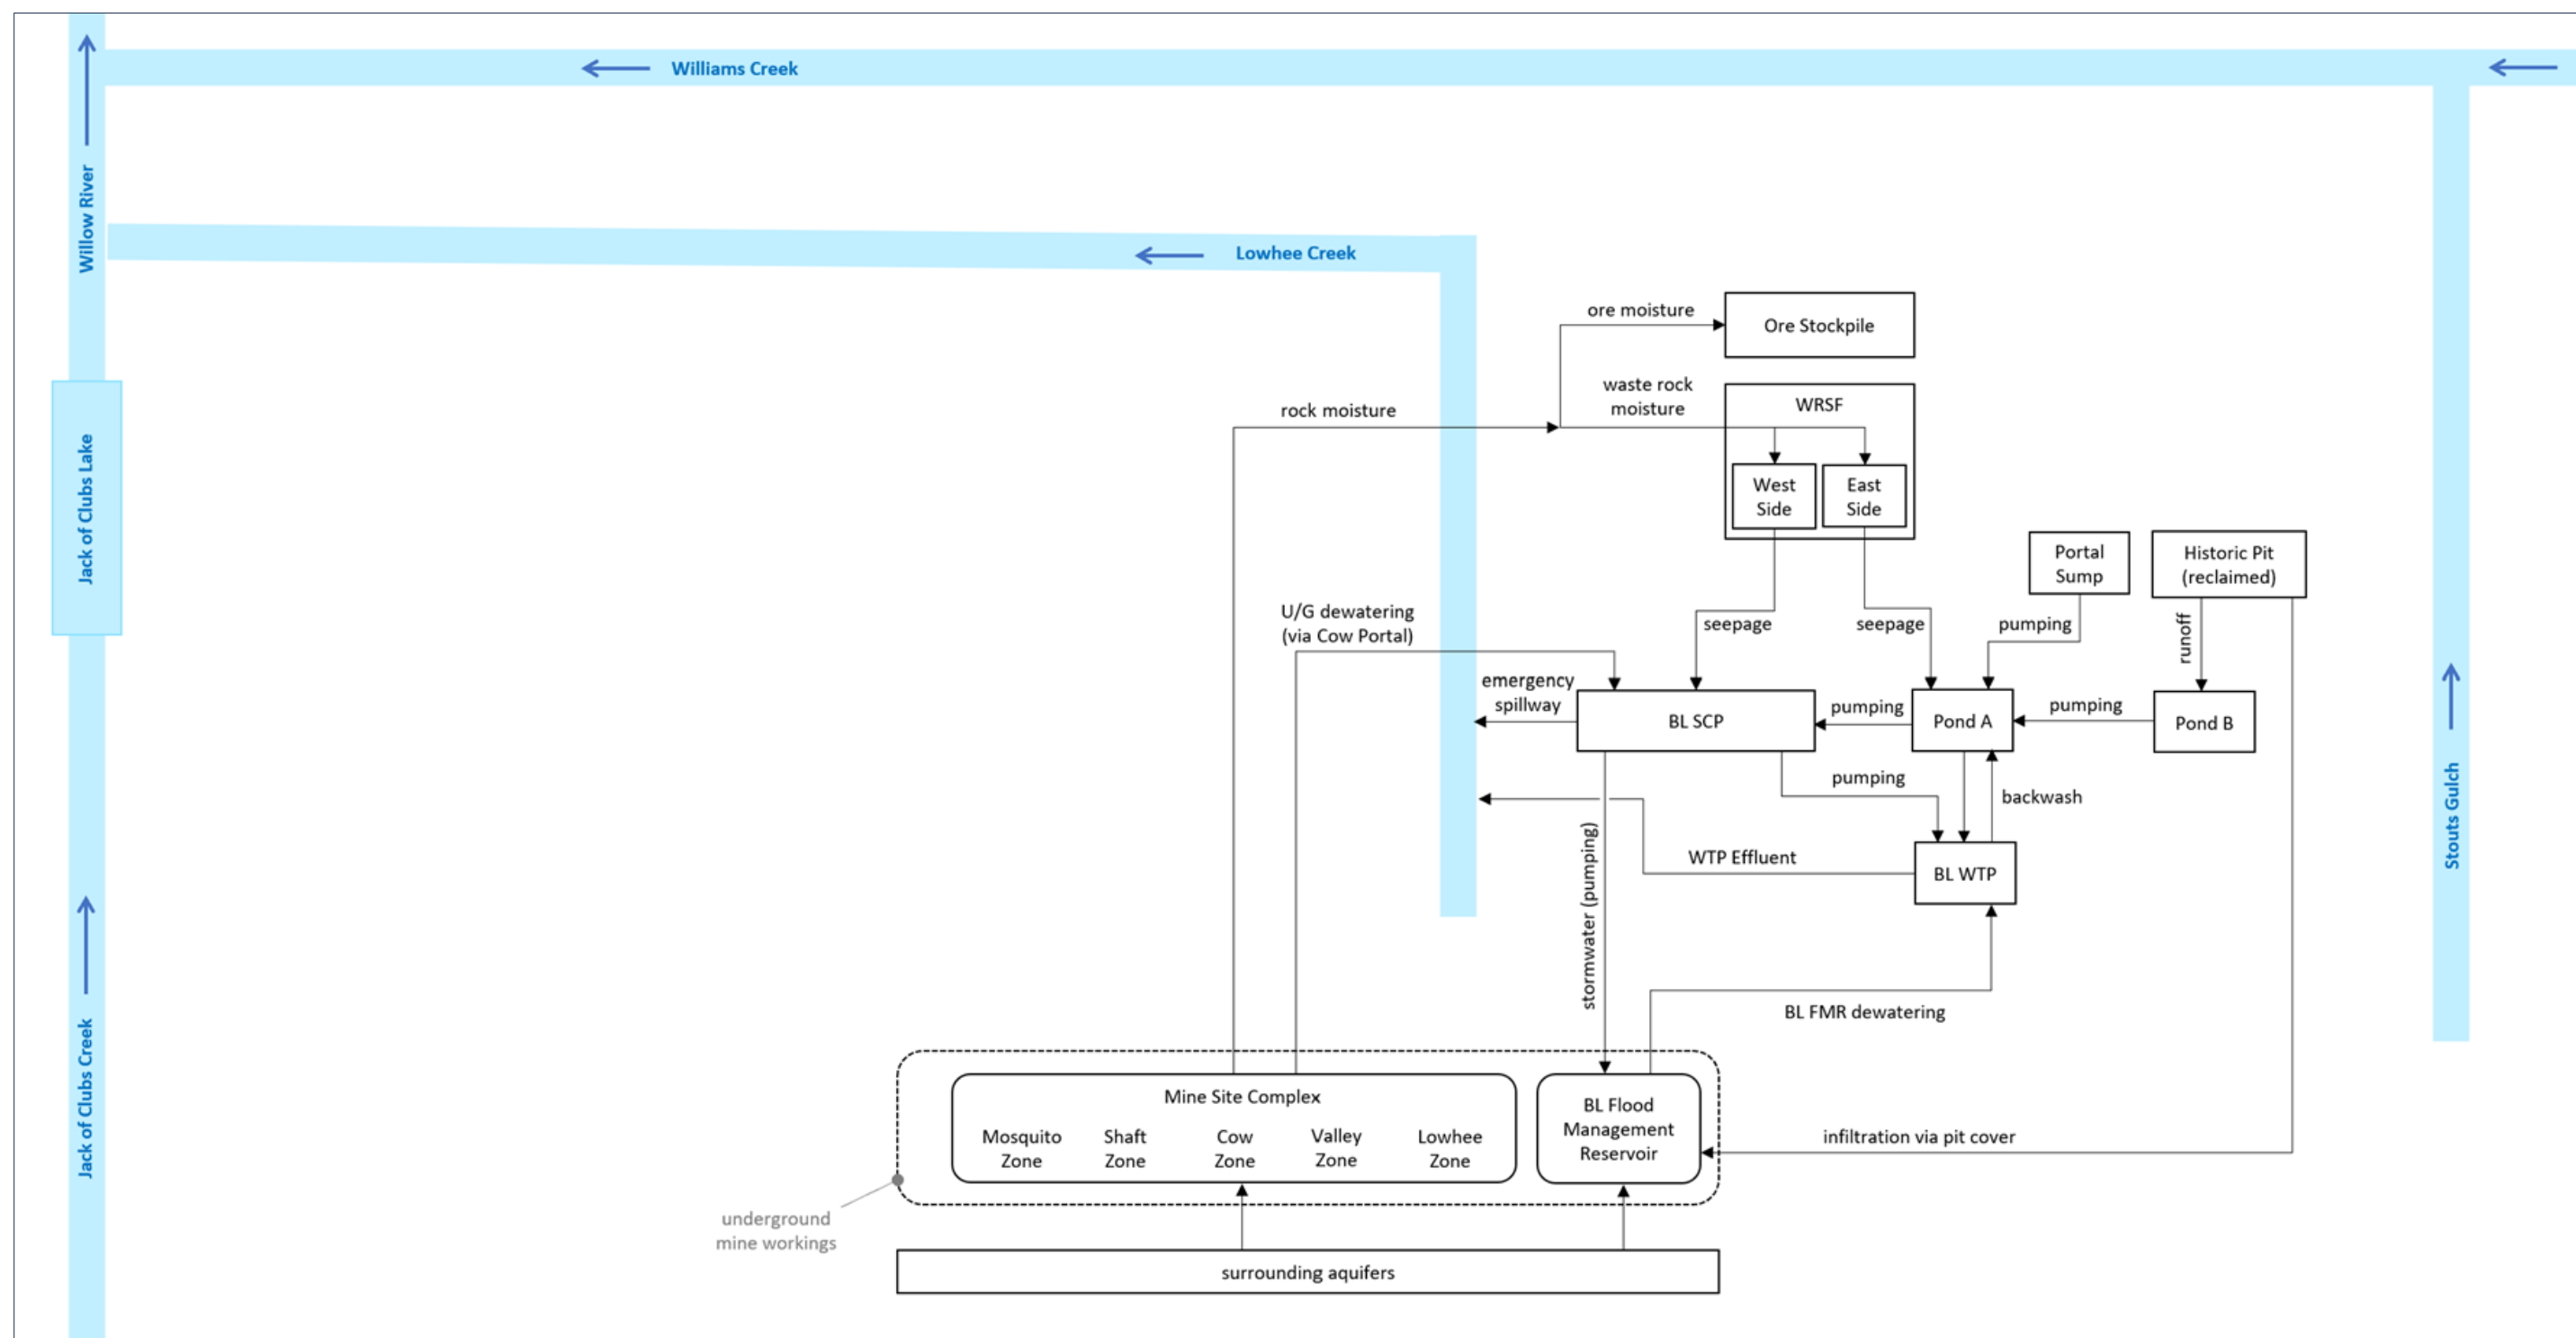 Williams Creek
Willow River
Lowhee Creek
ore moisture
Ore Stockpile
waste rock
moisture
WRSF
rock moisture
West
Side
East
Side
Jack of Clubs Lake
Portal
Sump
Historic Pit
(reclaimed)
U/G dewatering
(via Cow Portal)
seepage
seepage
pumping
runoff
emergency
spillway
BL SCP
pumping
Pond A
pumping
Pond B
pumping
backwash
Stouts Gulch
stormwater (pumping)
WTP Effluent
BL WTP
BL FMR dewatering
Jack of Clubs Creek
Mine Site Complex
Mosquito
Zone
Shaft
Zone
Cow
Zone
Valley
Zone
Lowhee
Zone
BL Flood
Management
Reservoir
infiltration via pit cover
underground
mine workings
surrounding aquifers